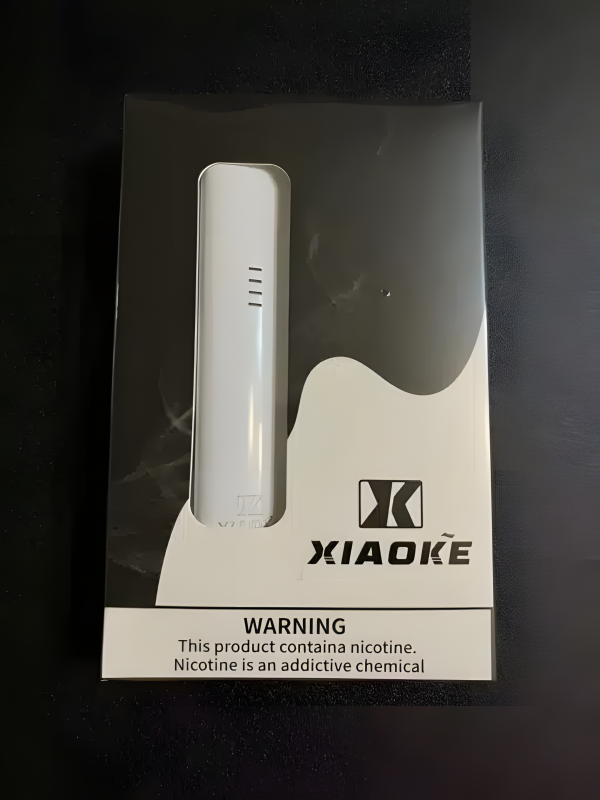 XIAOKE
WARNING
This product containa nicotine.
Nicotine is an addictive chemical